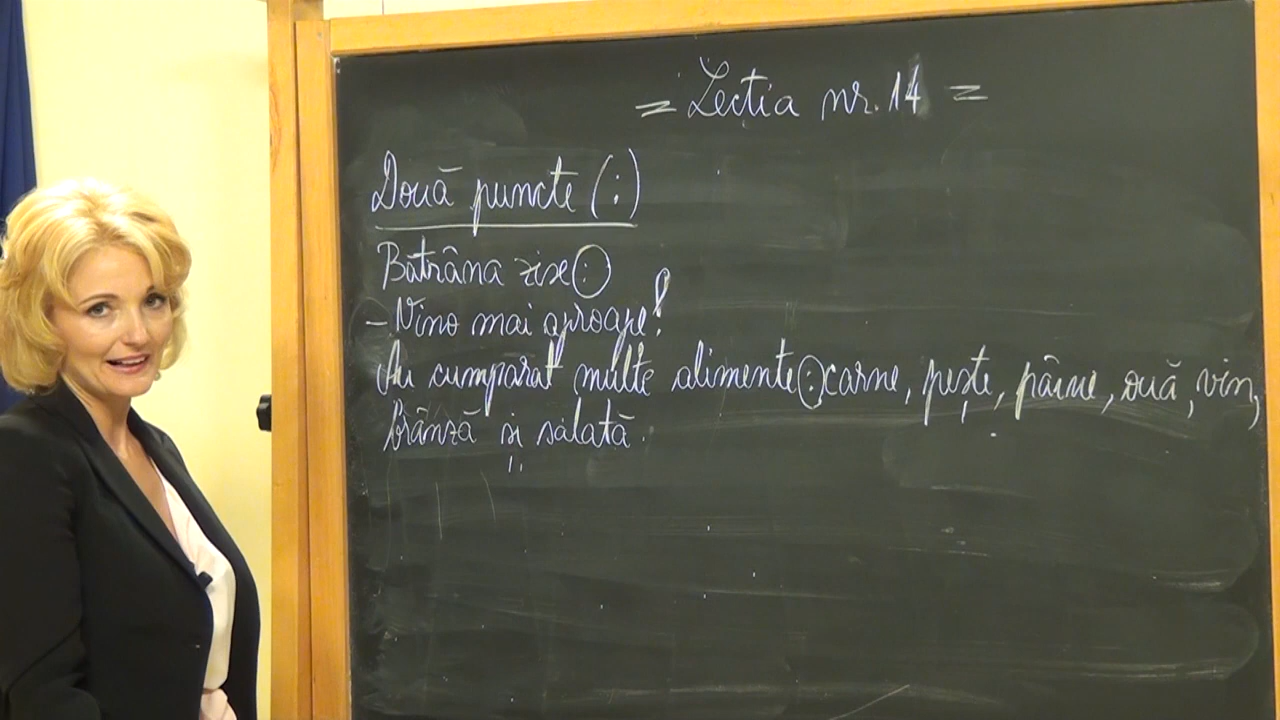 = Lecția nr. 14 =
Două puncte (:)
Bătrâna zise:
- Vino mai aproape!
Au cumparat multe alimente: carne, pește, pâine, ouă, vin,
brânză și salată.